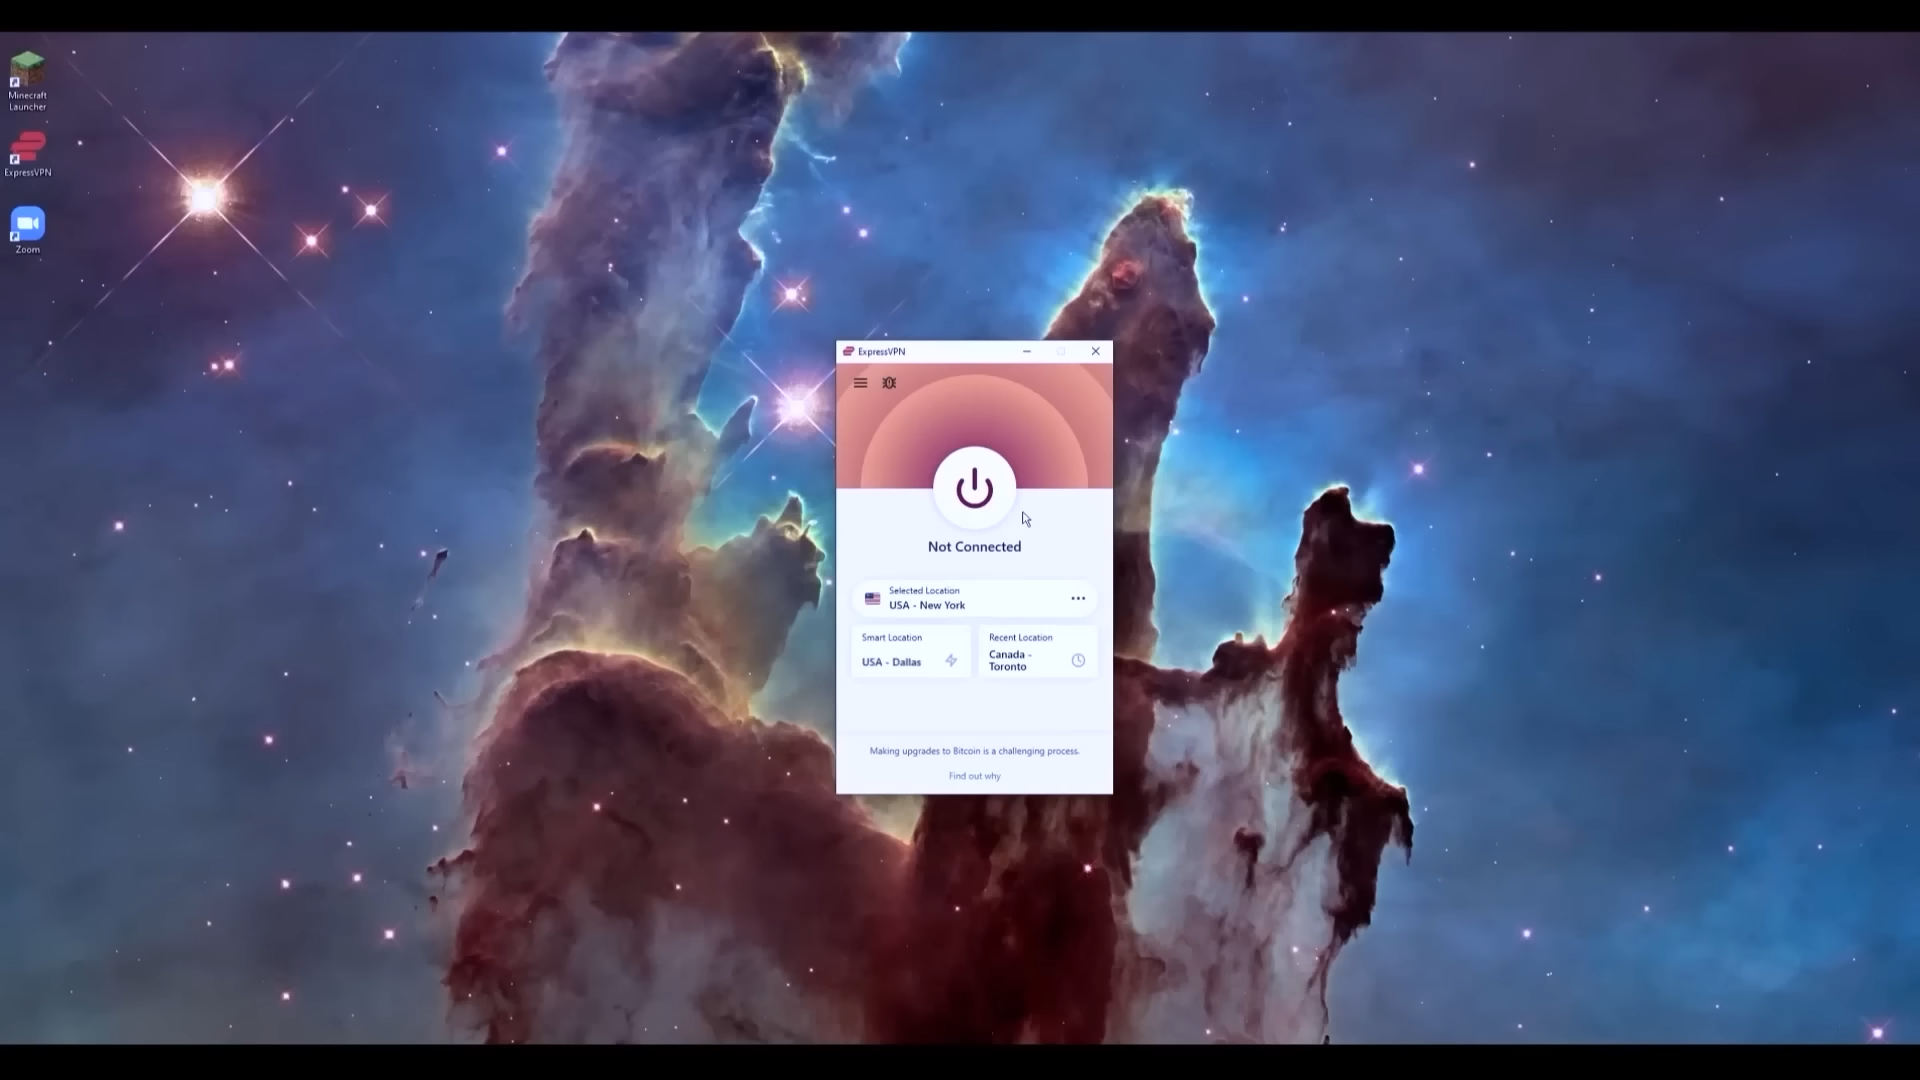 Minecraft
Launcher
ExpressVPN
Zoom
ExpressVPN
Not Connected
Selected Location
USA - New York
Smart Location
USA - Dallas
Recent Location
Canada -
Toronto
Making upgrades to Bitcoin is a challenging process.
Find out why